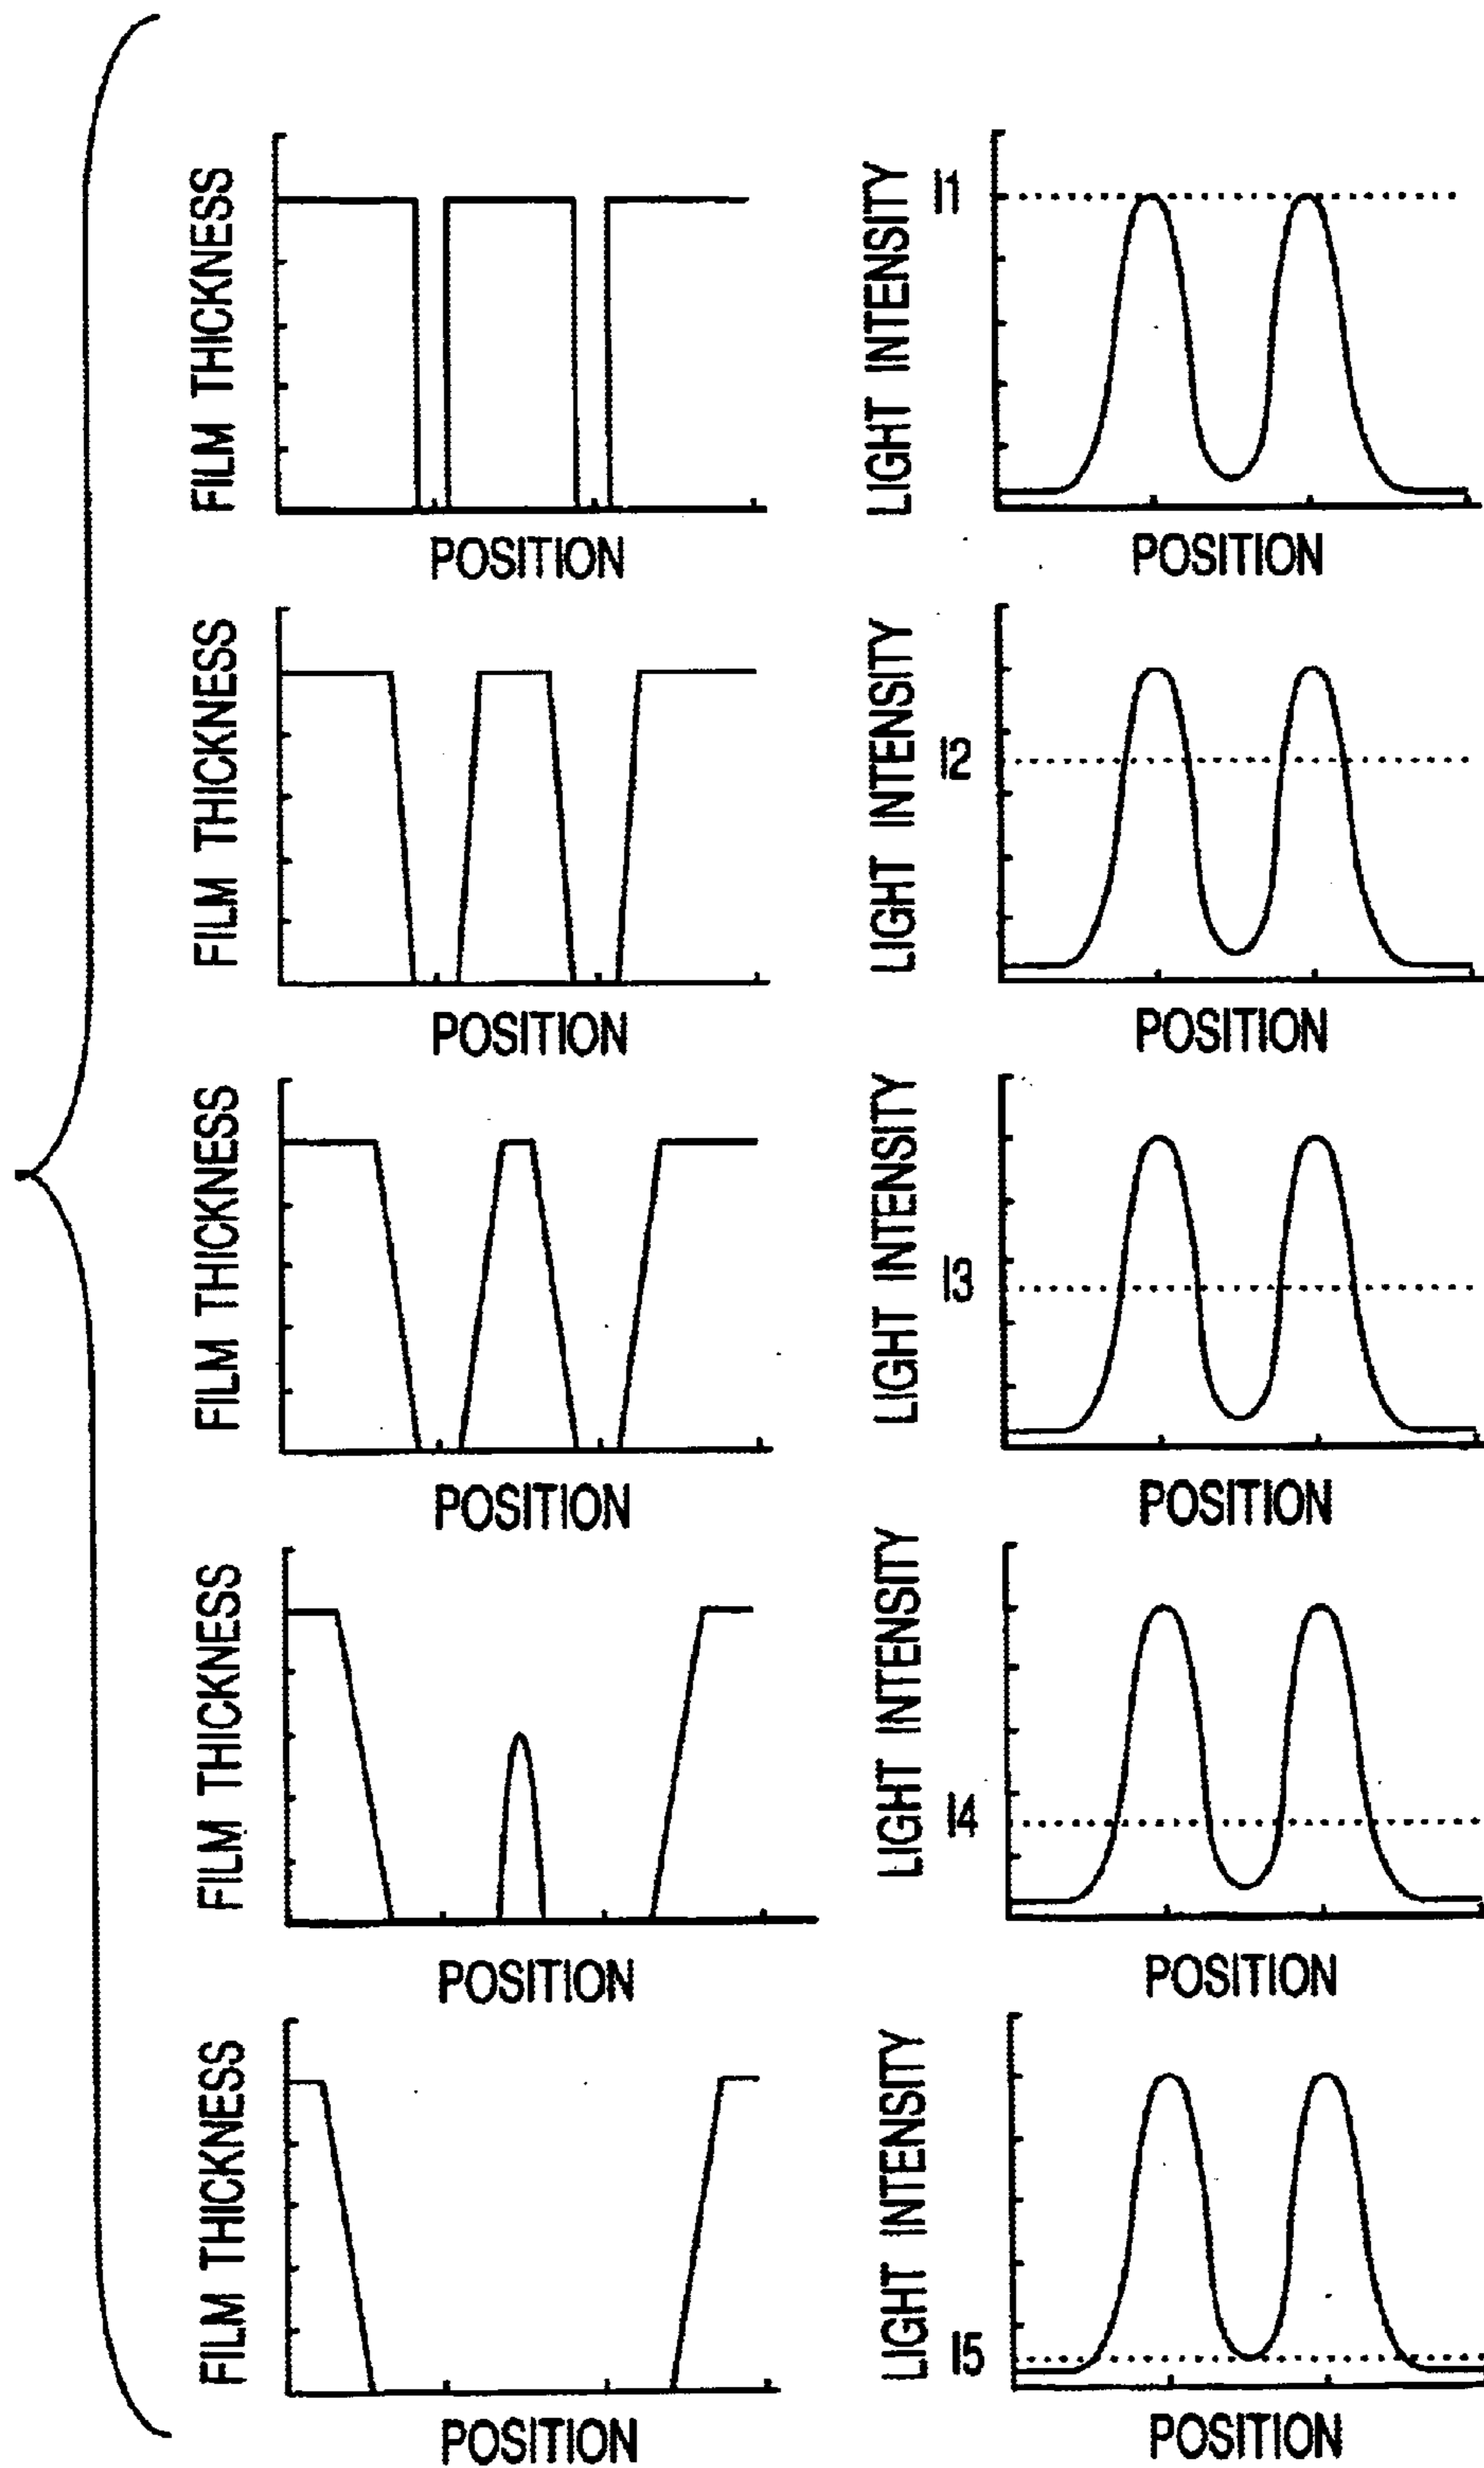 FILM THICKNESS
POSITION
LIGHT INTENSITY
I1
POSITION
FILM THICKNESS
POSITION
LIGHT INTENSITY
I2
POSITION
FILM THICKNESS
POSITION
LIGHT INTENSITY
I3
POSITION
FILM THICKNESS
POSITION
LIGHT INTENSITY
I4
POSITION
FILM THICKNESS
POSITION
LIGHT INTENSITY
I5
POSITION